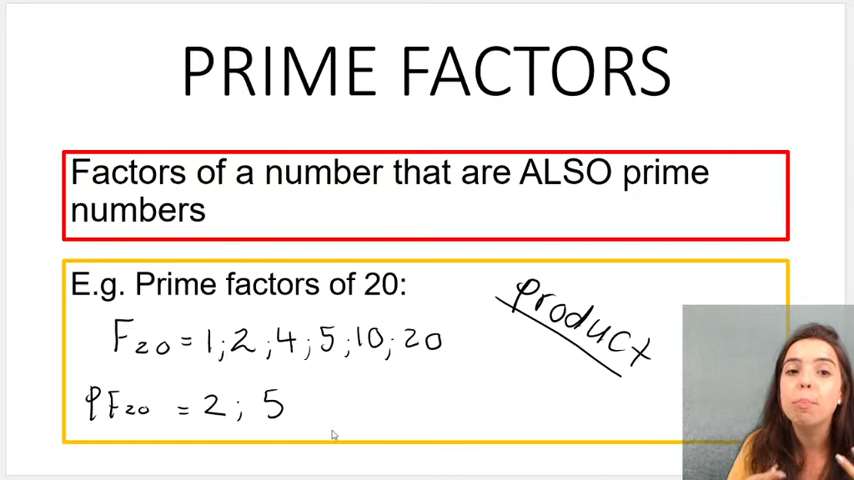 PRIME FACTORS
Factors of a number that are ALSO prime
numbers
E.g. Prime factors of 20:
product
F₂₀ = 1; 2 ; 4 ; 5 ; 10 ; 20
PF₂₀ = 2 ; 5